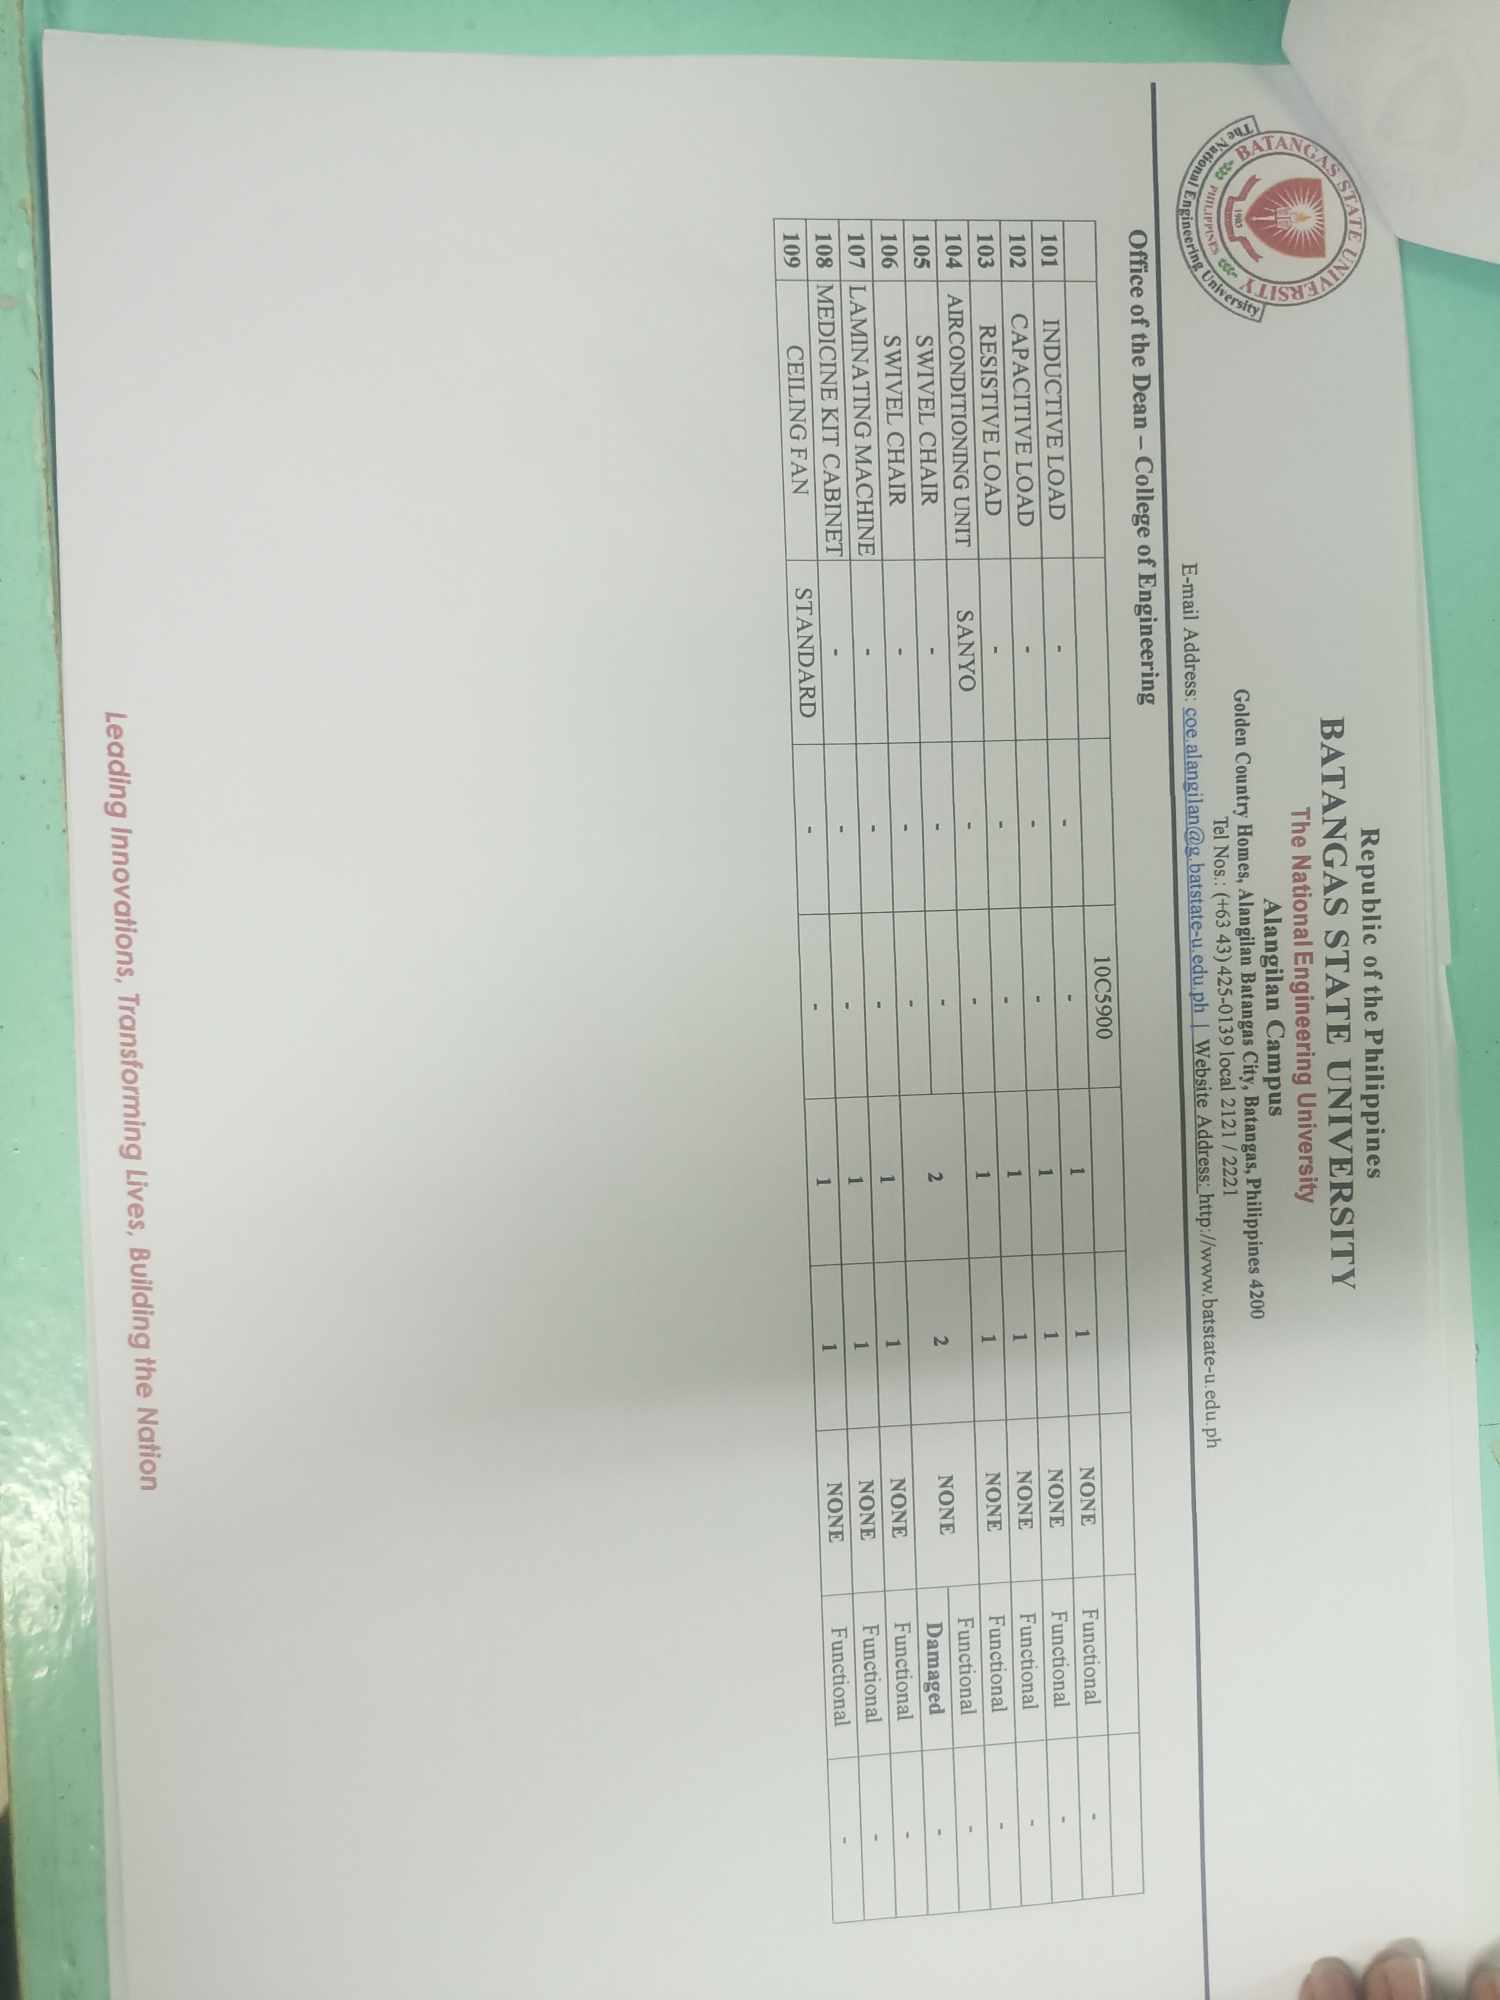 BATANGAS STATE UNIVERSITY
1903
PHILIPPINES
The National Engineering University
Republic of the Philippines
BATANGAS STATE UNIVERSITY
The National Engineering University
Alangilan Campus
Golden Country Homes, Alangilan Batangas City, Batangas, Philippines 4200
Tel Nos.: (+63 43) 425-0139 local 2121 / 2221
E-mail Address: coe.alangilan@g.batstate-u.edu.ph | Website Address: http://www.batstate-u.edu.ph
Office of the Dean – College of Engineering
10C5900
101 INDUCTIVE LOAD - - - 1 1 NONE Functional -
102 CAPACITIVE LOAD - - - 1 1 NONE Functional -
103 RESISTIVE LOAD - - - 1 1 NONE Functional -
104 AIRCONDITIONING UNIT SANYO - - 1 1 NONE Functional -
105 SWIVEL CHAIR - - - 2 2 NONE Functional -
106 SWIVEL CHAIR - - - Damaged -
107 LAMINATING MACHINE - - - 1 1 NONE Functional -
108 MEDICINE KIT CABINET - - - 1 1 NONE Functional -
109 CEILING FAN STANDARD - - 1 1 NONE Functional -
Leading Innovations, Transforming Lives, Building the Nation